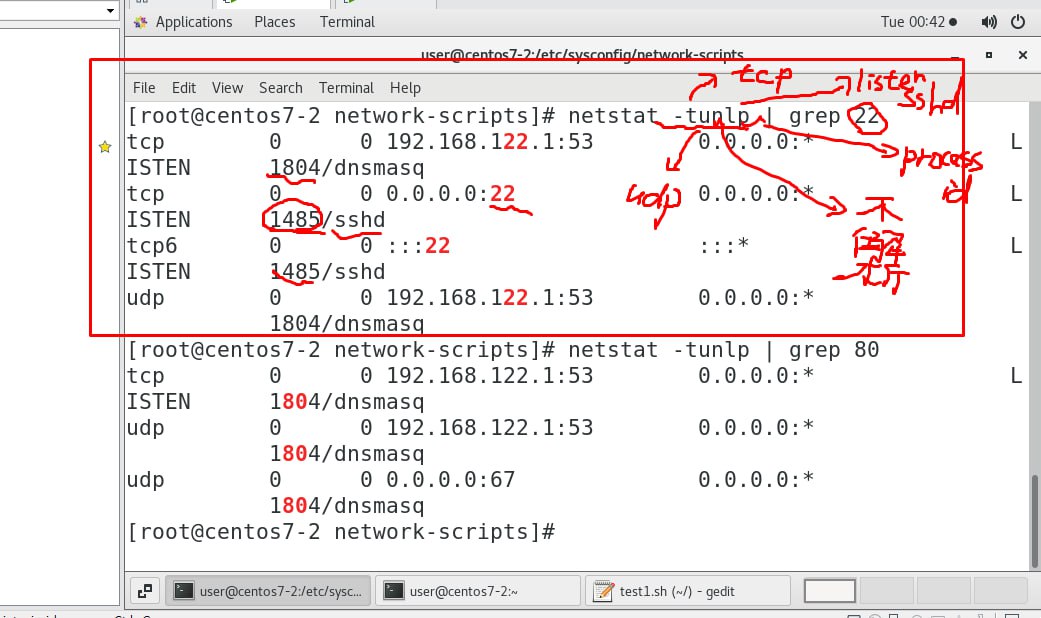 Applications Places Terminal Tue 00:42
user@centos7-2:/etc/sysconfig/network-scripts
File Edit View Search Terminal Help
tcp
listen
sshd
[root@centos7-2 network-scripts]# netstat -tunlp | grep 22
tcp 0 0 192.168.122.1:53 0.0.0.0:* L
ISTEN 1804/dnsmasq
process
id
tcp 0 0 0.0.0.0:22 0.0.0.0:* L
udp
不
ISTEN 1485/sshd
解
tcp6 0 0 :::22 :::* L
ISTEN 1485/sshd
udp 0 0 192.168.122.1:53 0.0.0.0:*
1804/dnsmasq
[root@centos7-2 network-scripts]# netstat -tunlp | grep 80
tcp 0 0 192.168.122.1:53 0.0.0.0:* L
ISTEN 1804/dnsmasq
udp 0 0 192.168.122.1:53 0.0.0.0:*
1804/dnsmasq
udp 0 0 0.0.0.0:67 0.0.0.0:*
1804/dnsmasq
[root@centos7-2 network-scripts]#
user@centos7-2:/etc/sysc... user@centos7-2:~ test1.sh (~/) - gedit